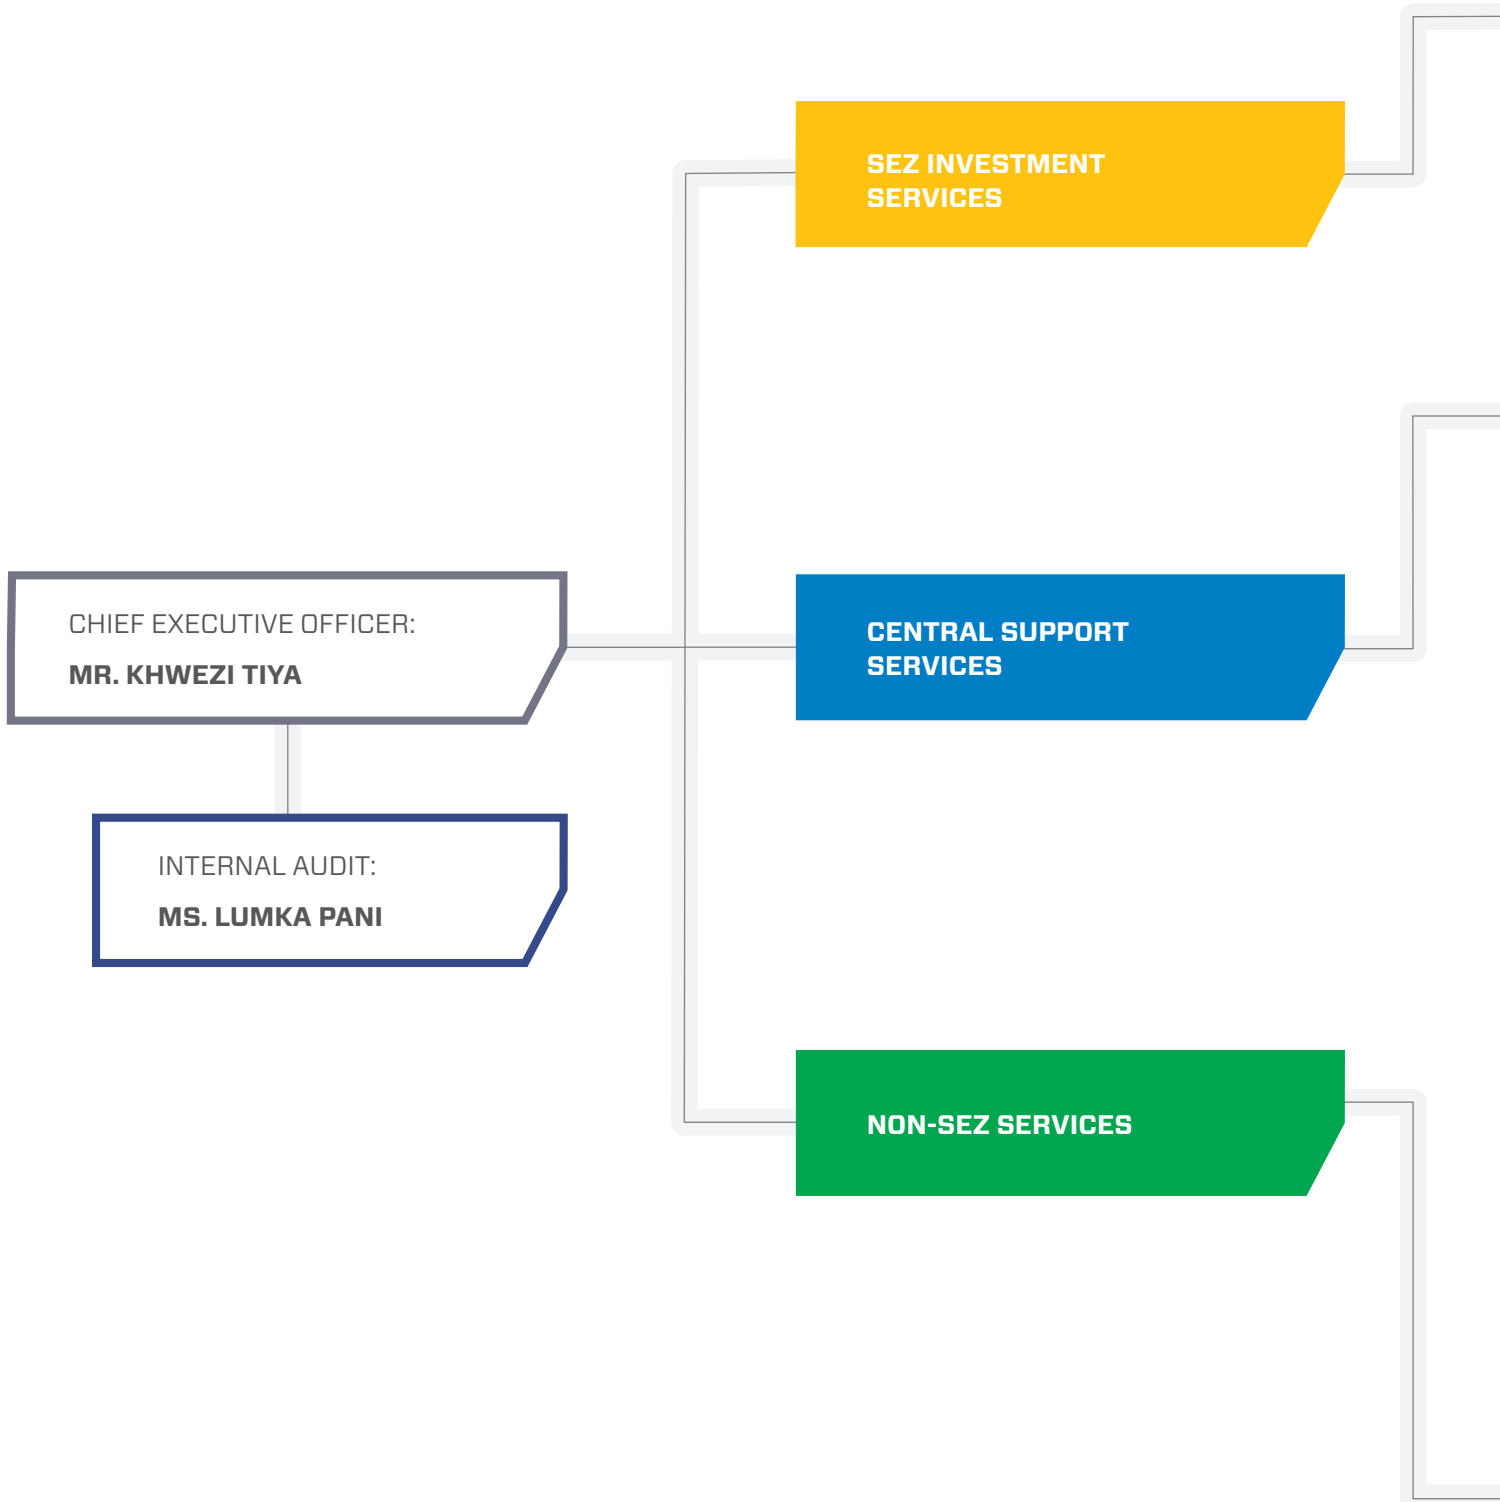 CHIEF EXECUTIVE OFFICER:
MR. KHWEZI TIYA
INTERNAL AUDIT:
MS. LUMKA PANI
SEZ INVESTMENT
SERVICES
CENTRAL SUPPORT
SERVICES
NON-SEZ SERVICES